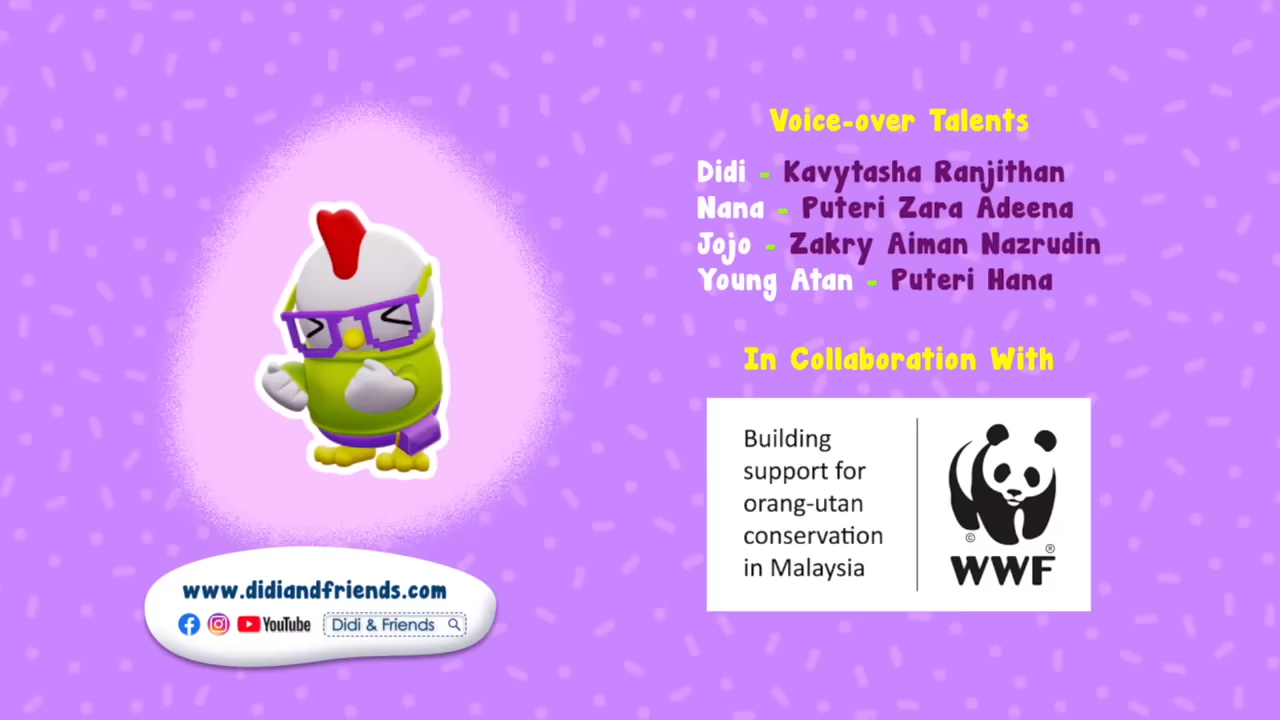 Voice-over Talents
Didi - Kavytasha Ranjithan
Nana - Puteri Zara Adeena
Jojo - Zakry Aiman Nazrudin
Young Atan - Puteri Hana
In Collaboration With
Building
support for
orang-utan
conservation
in Malaysia
©
®
WWF
www.didiandfriends.com
YouTube
Didi & Friends